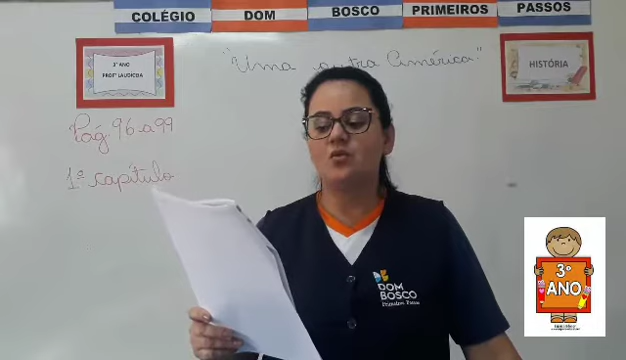 COLÉGIO DOM BOSCO PRIMEIROS PASSOS
"Uma outra América"
3º ANO
PROFª LAUDICEIA
HISTÓRIA
Pág. 96 a 99
1º capítulo
DOM
BOSCO
Primeiros Passos
3º
ANO